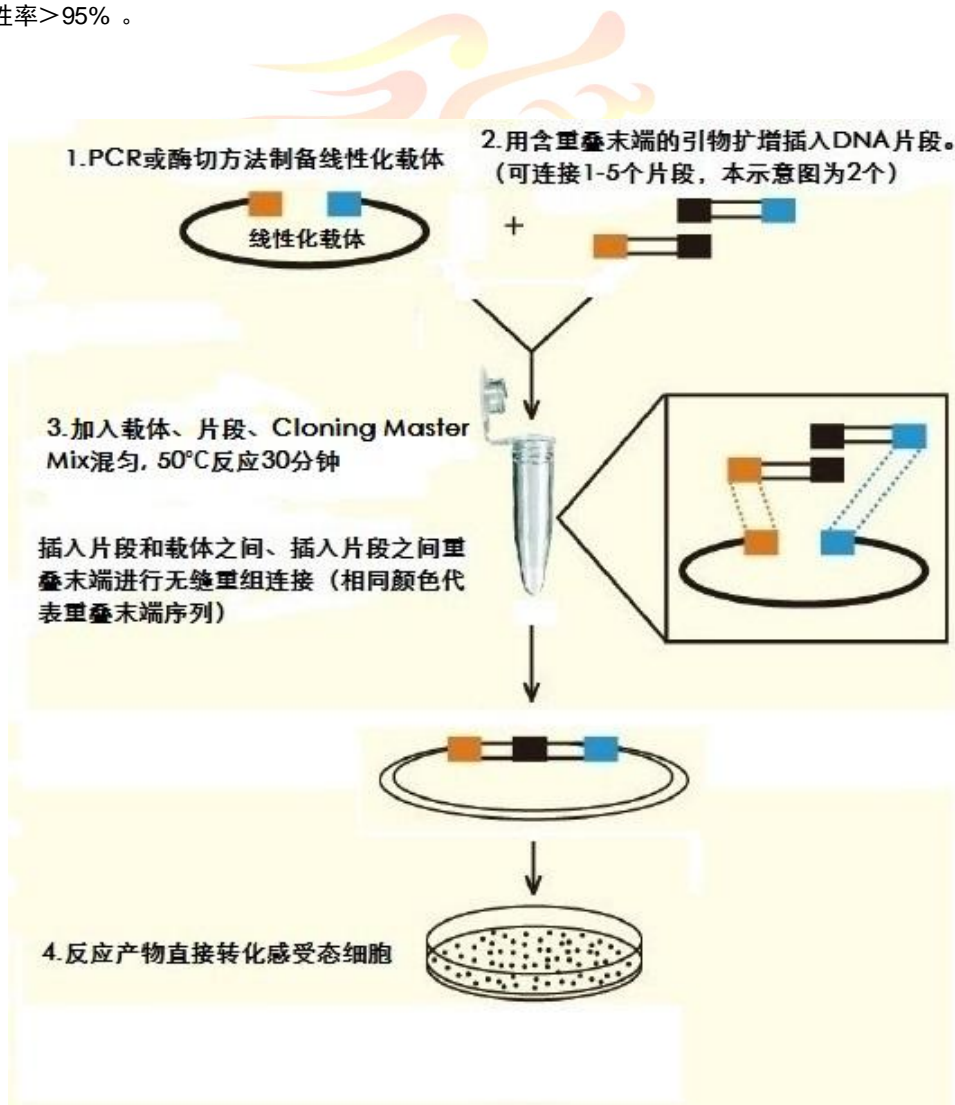 性率＞95% 。
1.PCR或酶切方法制备线性化载体
2.用含重叠末端的引物扩增插入DNA片段。
（可连接1-5个片段，本示意图为2个）
线性化载体
+
3.加入载体、片段、Cloning Master
Mix混匀, 50°C反应30分钟
插入片段和载体之间、插入片段之间重
叠末端进行无缝重组连接（相同颜色代
表重叠末端序列）
4.反应产物直接转化感受态细胞